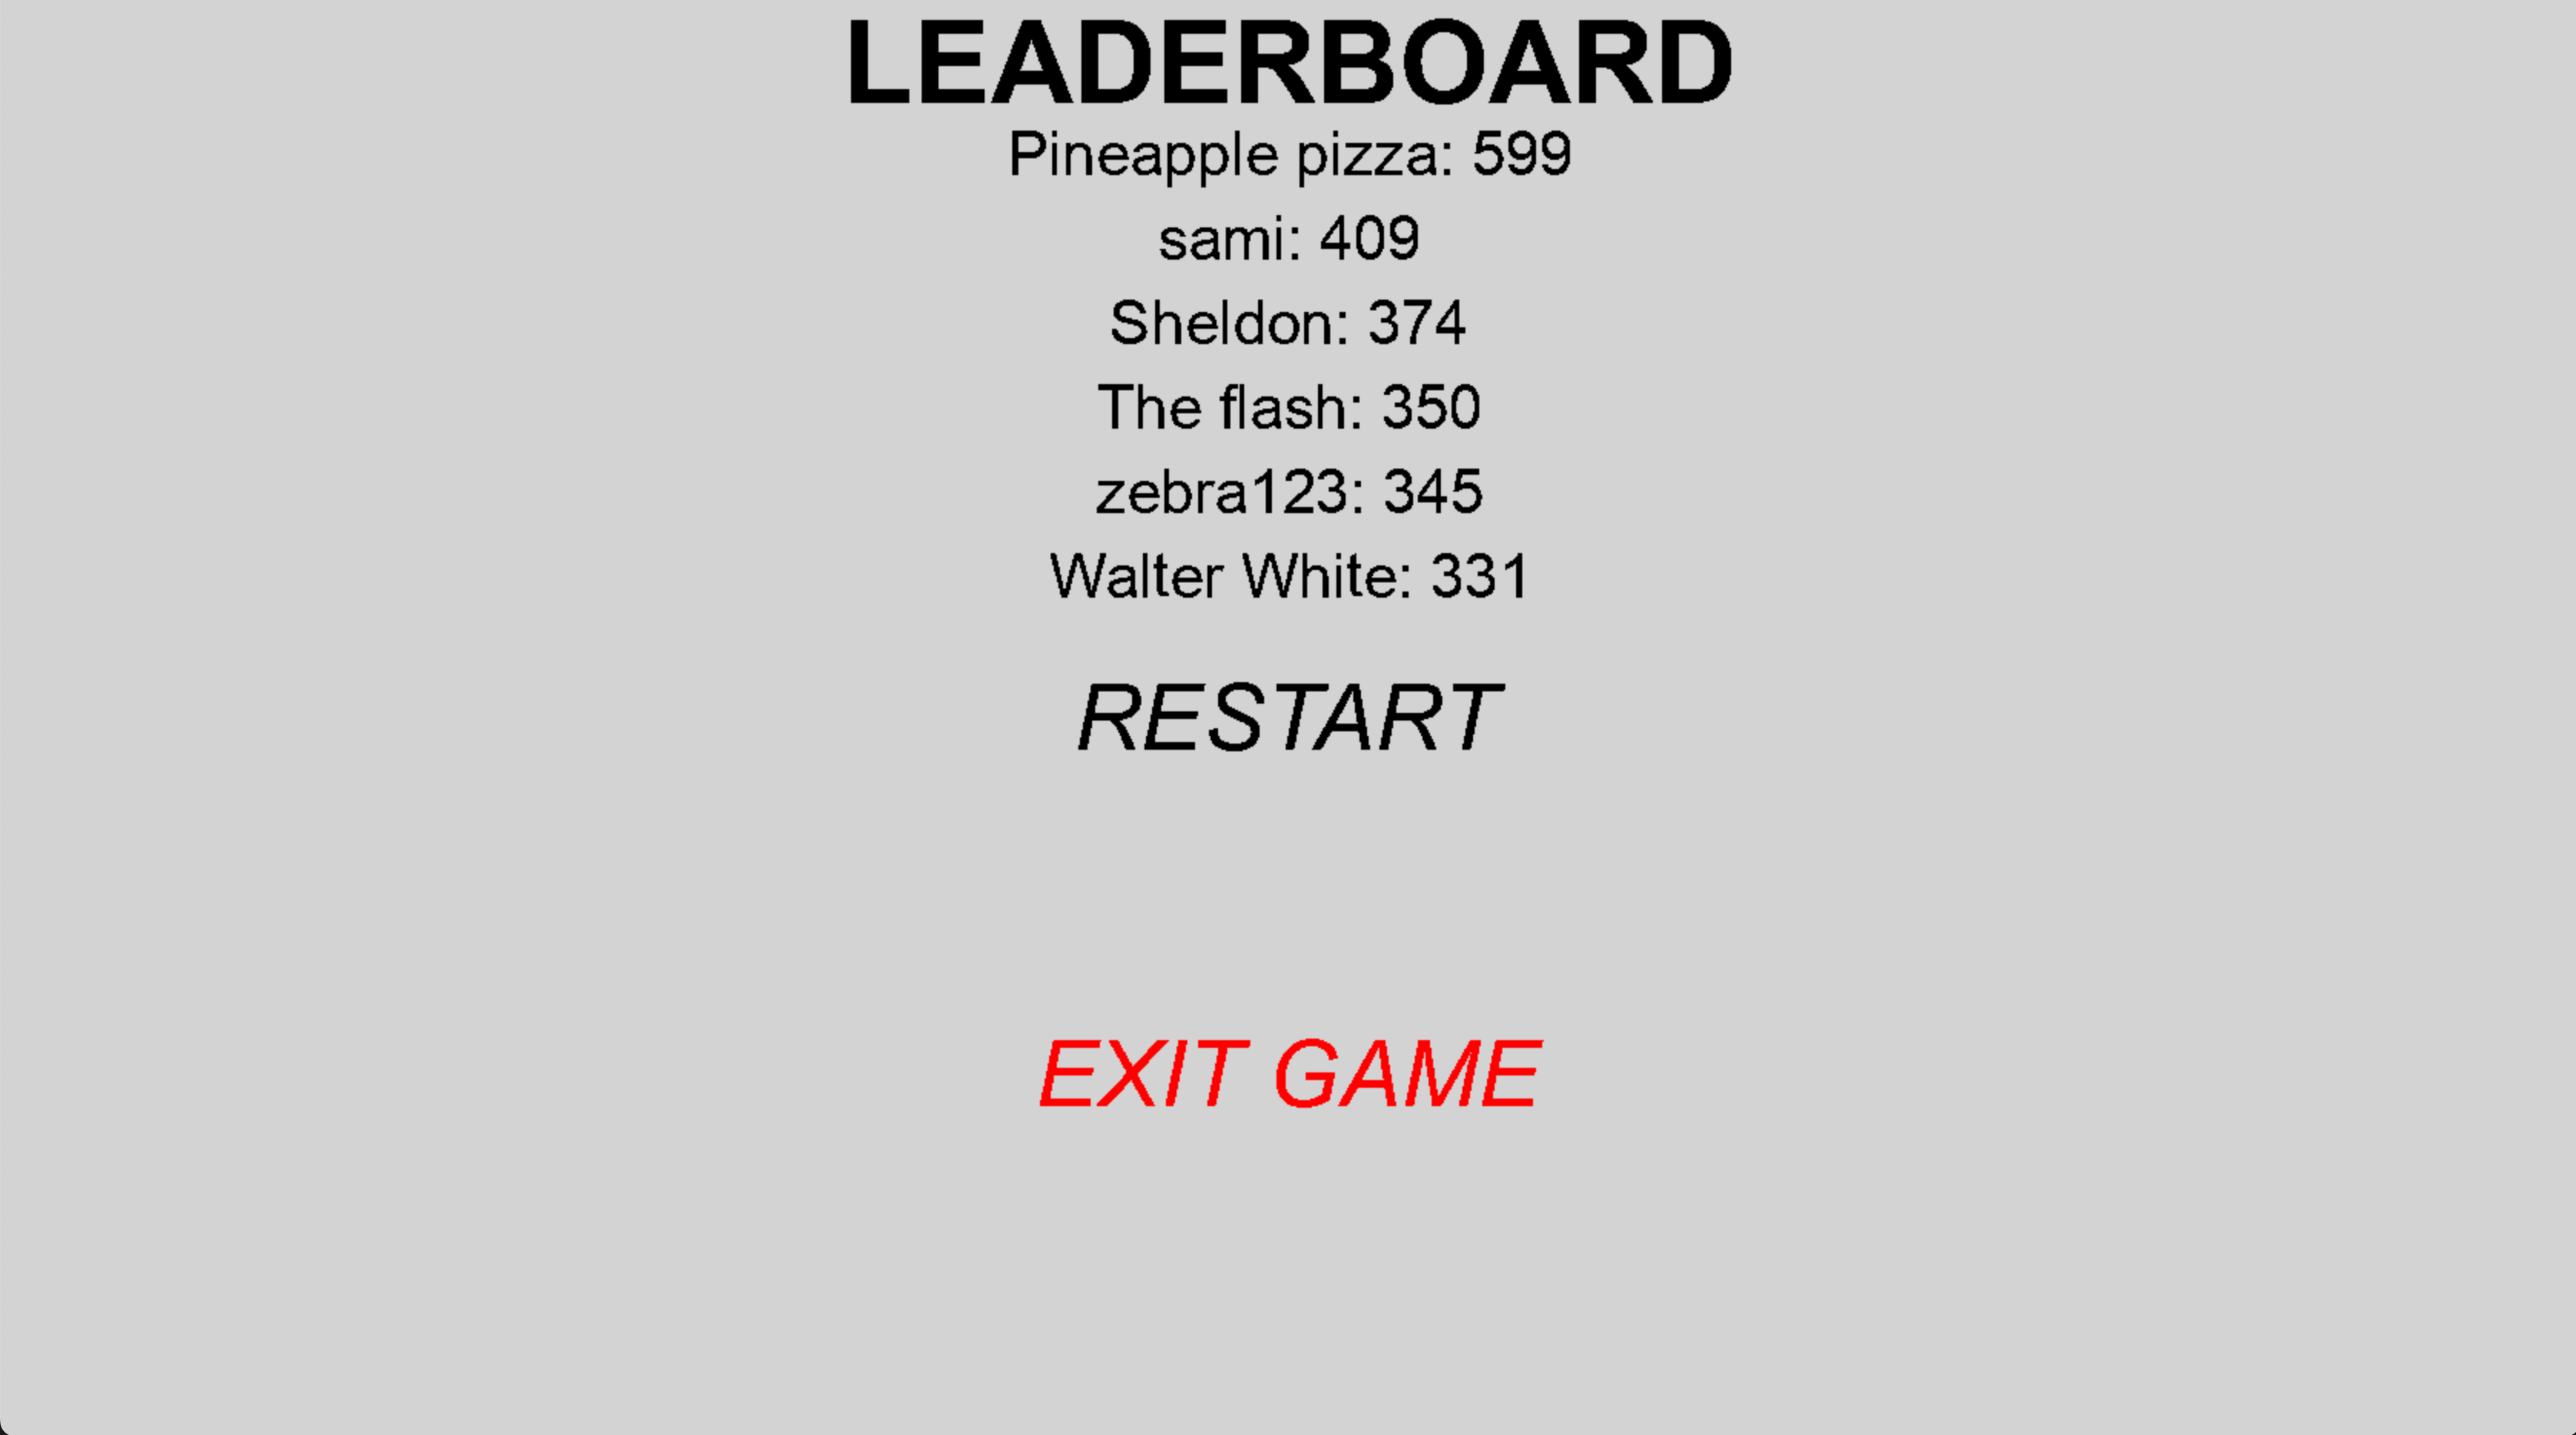 LEADERBOARD
Pineapple pizza: 599
sami: 409
Sheldon: 374
The flash: 350
zebra123: 345
Walter White: 331
RESTART
EXIT GAME